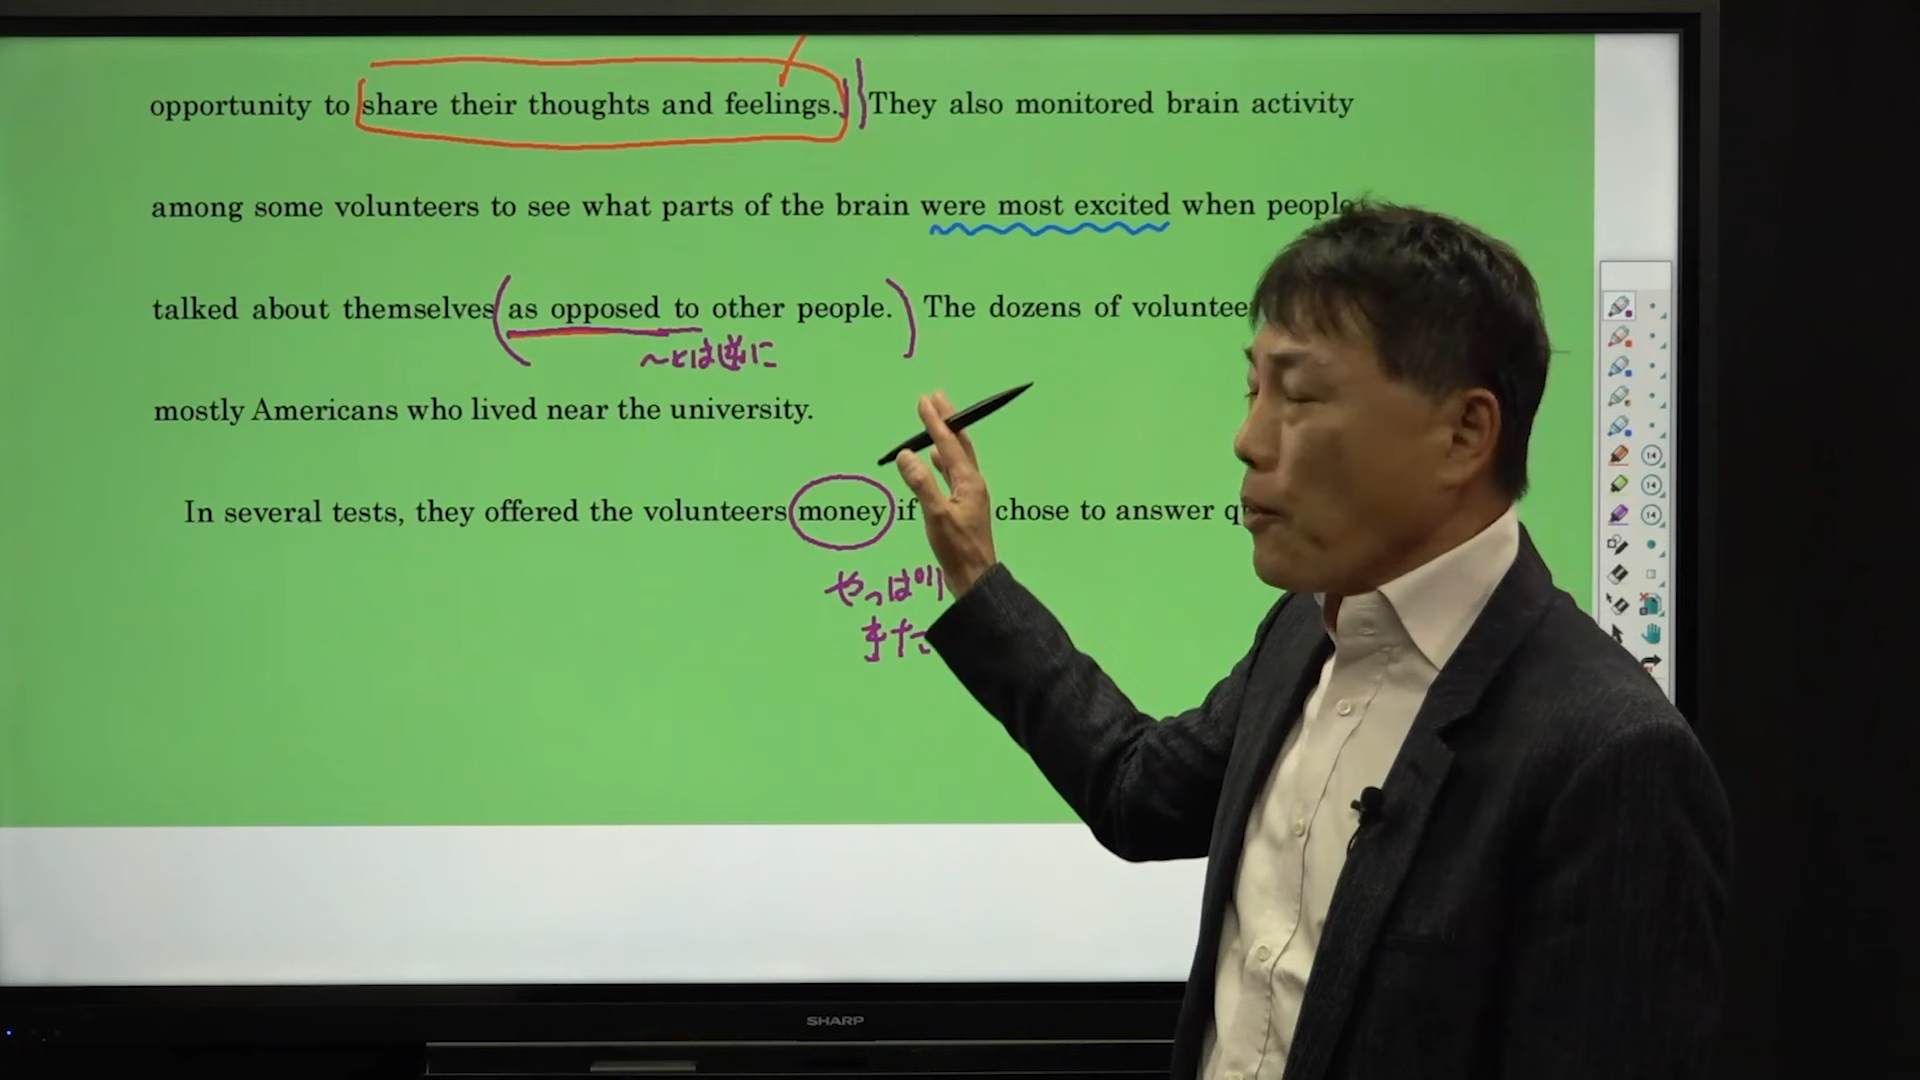 opportunity to share their thoughts and feelings. They also monitored brain activity
among some volunteers to see what parts of the brain were most excited when people
talked about themselves as opposed to other people. The dozens of
～とは逆に
mostly Americans who lived near the university.
In several tests, they offered the volunteers money if chose to answer
やっぱり
また
SHARP